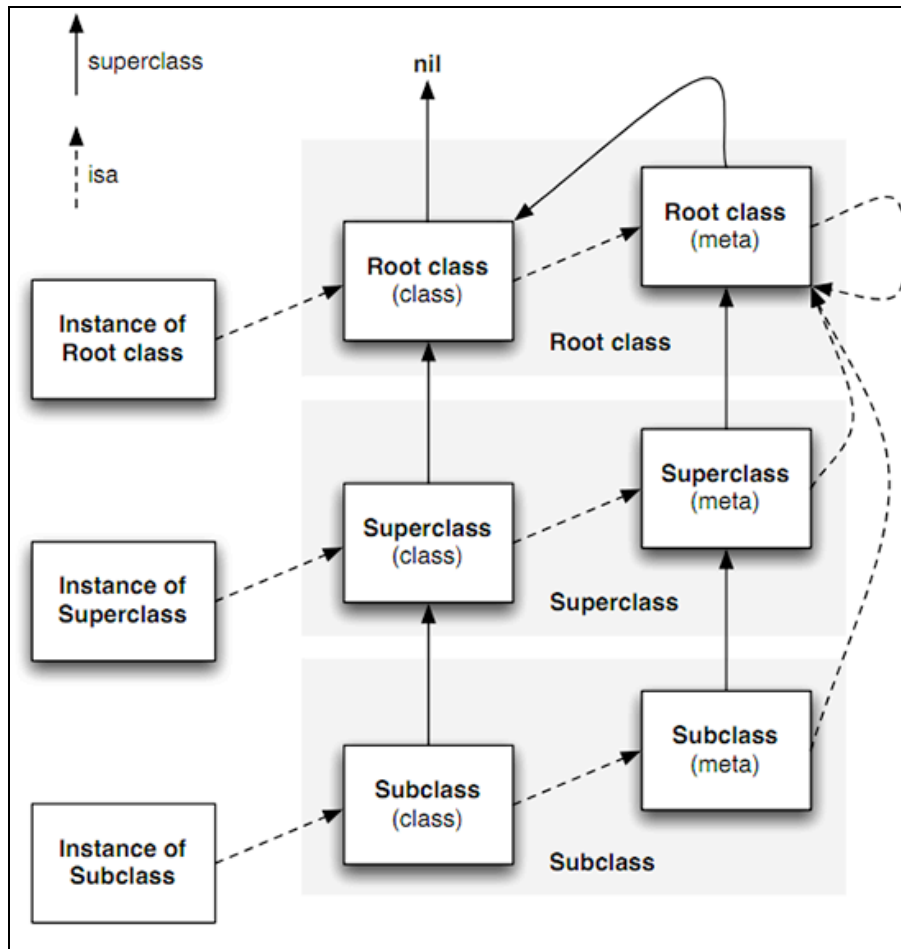 superclass
nil
isa
Root class
(meta)
Root class
(class)
Instance of
Root class
Root class
Superclass
(meta)
Superclass
(class)
Instance of
Superclass
Superclass
Subclass
(meta)
Subclass
(class)
Instance of
Subclass
Subclass